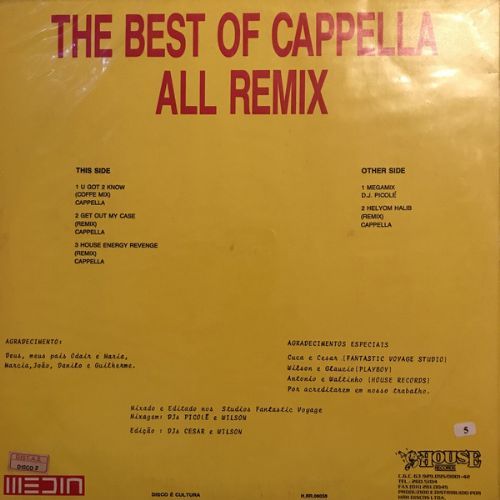 THE BEST OF CAPPELLA
ALL REMIX
THIS SIDE
1 U GOT 2 KNOW
(COFFE MIX)
CAPPELLA
2 GET OUT MY CASE
(REMIX)
CAPPELLA
3 HOUSE ENERGY REVENGE
(REMIX)
CAPPELLA
OTHER SIDE
1 MEGAMIX
D.J. PICOLÉ
2 HELYOM HALIB
(REMIX)
CAPPELLA
AGRADECIMENTO:
Deus, meus pais Odair e Maria,
Marcia,João, Danilo e Guilherme.
AGRADECIMENTOS ESPECIAIS
Cuca e Cesar (FANTASTIC VOYAGE STUDIO)
Wilson e Glaucio(PLAYBOY)
Antonio e Waltinho (HOUSE RECORDS)
Por acreditarem em nosso trabalho.
Mixado e Editado nos Studios Fantastic Voyage
Mixagem: DJs PICOLÉ e WILSON
Edição : DJs CESAR e WILSON
5
DISCO É CULTURA
HOUSE
RECORDS